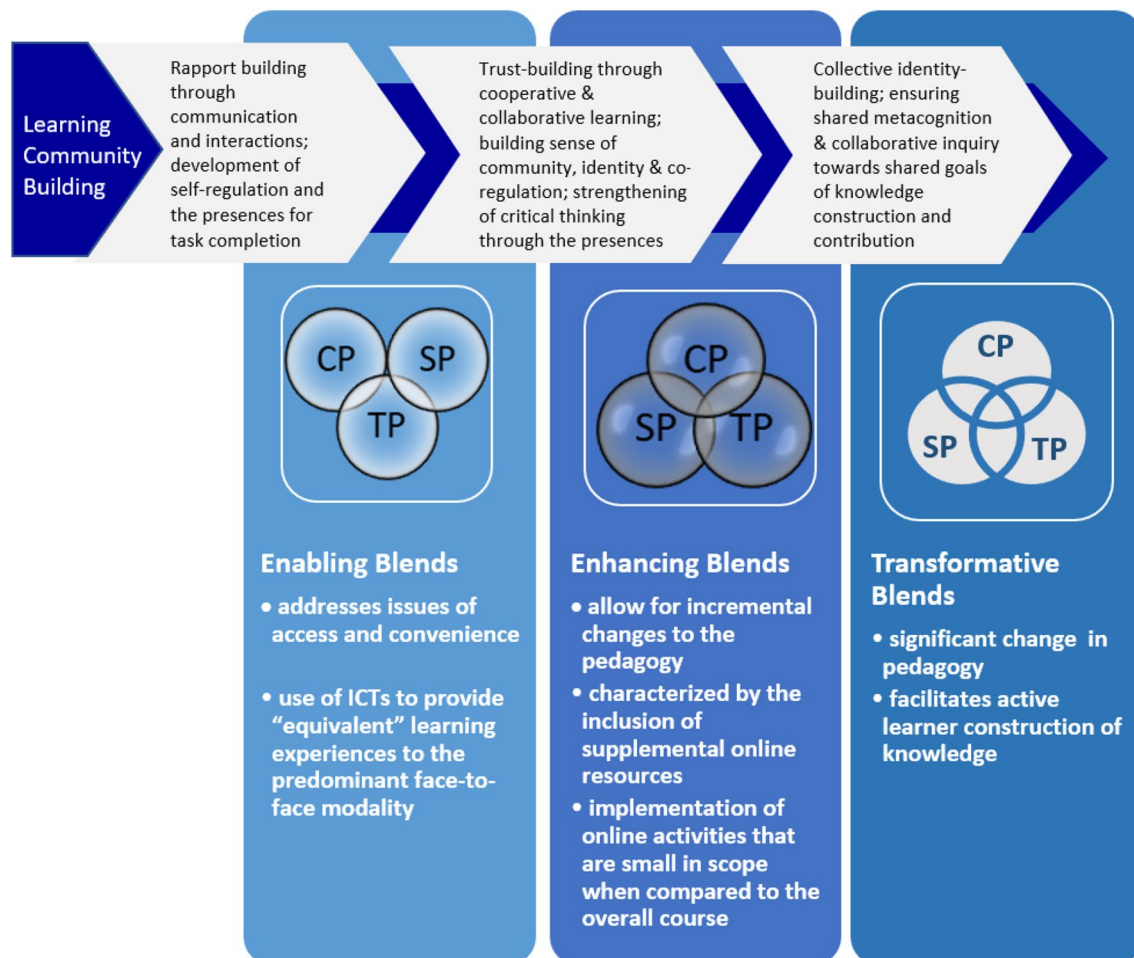 Learning
Community
Building
Rapport building
through
communication
and interactions;
development of
self-regulation and
the presences for
task completion
Trust-building through
cooperative &
collaborative learning;
building sense of
community, identity & co-
regulation; strengthening
of critical thinking
through the presences
Collective identity-
building; ensuring
shared metacognition
& collaborative inquiry
towards shared goals
of knowledge
construction and
contribution
CP SP
TP
CP
SP TP
CP
SP TP
Enabling Blends
• addresses issues of
access and convenience
• use of ICTs to provide
“equivalent” learning
experiences to the
predominant face-to-
face modality
Enhancing Blends
• allow for incremental
changes to the
pedagogy
• characterized by the
inclusion of
supplemental online
resources
• implementation of
online activities that
are small in scope
when compared to the
overall course
Transformative
Blends
• significant change in
pedagogy
• facilitates active
learner construction of
knowledge